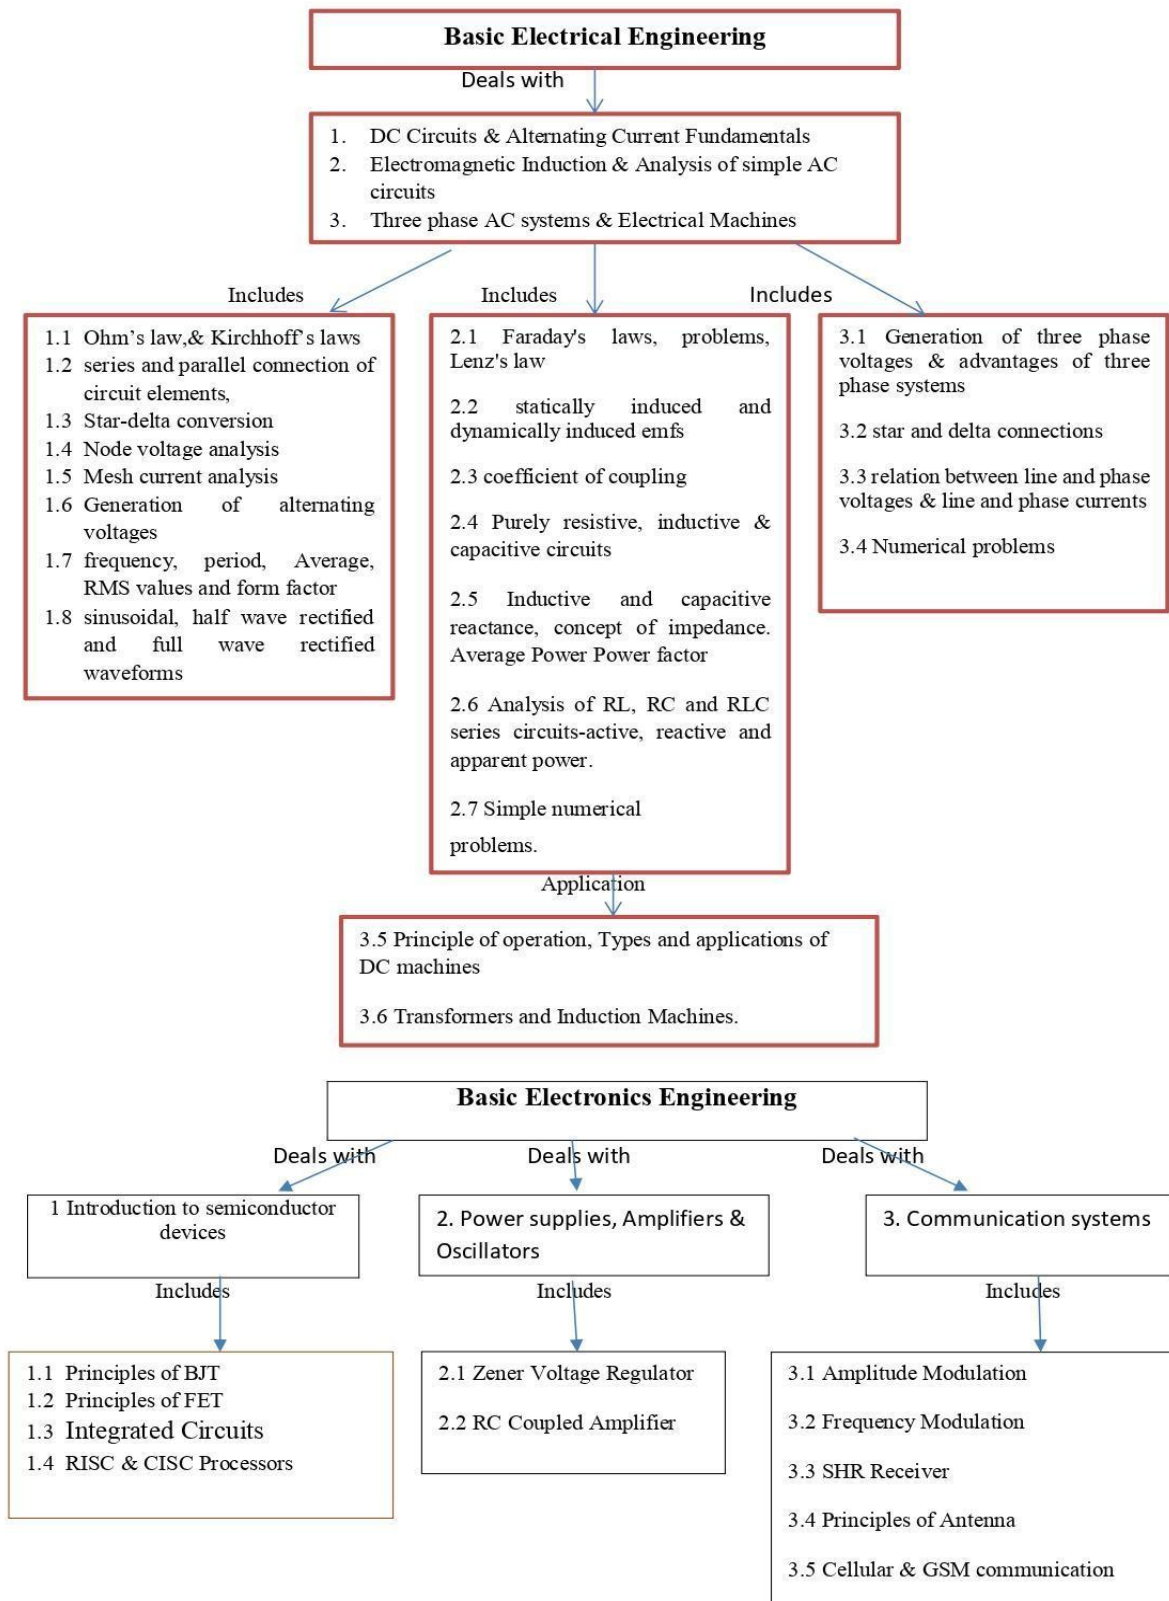 Basic Electrical Engineering
Deals with
1. DC Circuits & Alternating Current Fundamentals
2. Electromagnetic Induction & Analysis of simple AC
circuits
3. Three phase AC systems & Electrical Machines
Includes
Includes
Includes
1.1 Ohm's law,& Kirchhoff's laws
1.2 series and parallel connection of
circuit elements,
1.3 Star-delta conversion
1.4 Node voltage analysis
1.5 Mesh current analysis
1.6 Generation of alternating
voltages
1.7 frequency, period, Average,
RMS values and form factor
1.8 sinusoidal, half wave rectified
and full wave rectified
waveforms
2.1 Faraday's laws, problems,
Lenz's law
2.2 statically induced and
dynamically induced emfs
2.3 coefficient of coupling
2.4 Purely resistive, inductive &
capacitive circuits
2.5 Inductive and capacitive
reactance, concept of impedance.
Average Power Power factor
2.6 Analysis of RL, RC and RLC
series circuits-active, reactive and
apparent power.
2.7 Simple numerical
problems.
3.1 Generation of three phase
voltages & advantages of three
phase systems
3.2 star and delta connections
3.3 relation between line and phase
voltages & line and phase currents
3.4 Numerical problems
Application
3.5 Principle of operation, Types and applications of
DC machines
3.6 Transformers and Induction Machines.
Basic Electronics Engineering
Deals with
Deals with
Deals with
1 Introduction to semiconductor
devices
2. Power supplies, Amplifiers &
Oscillators
3. Communication systems
Includes
Includes
Includes
1.1 Principles of BJT
1.2 Principles of FET
1.3 Integrated Circuits
1.4 RISC & CISC Processors
2.1 Zener Voltage Regulator
2.2 RC Coupled Amplifier
3.1 Amplitude Modulation
3.2 Frequency Modulation
3.3 SHR Receiver
3.4 Principles of Antenna
3.5 Cellular & GSM communication